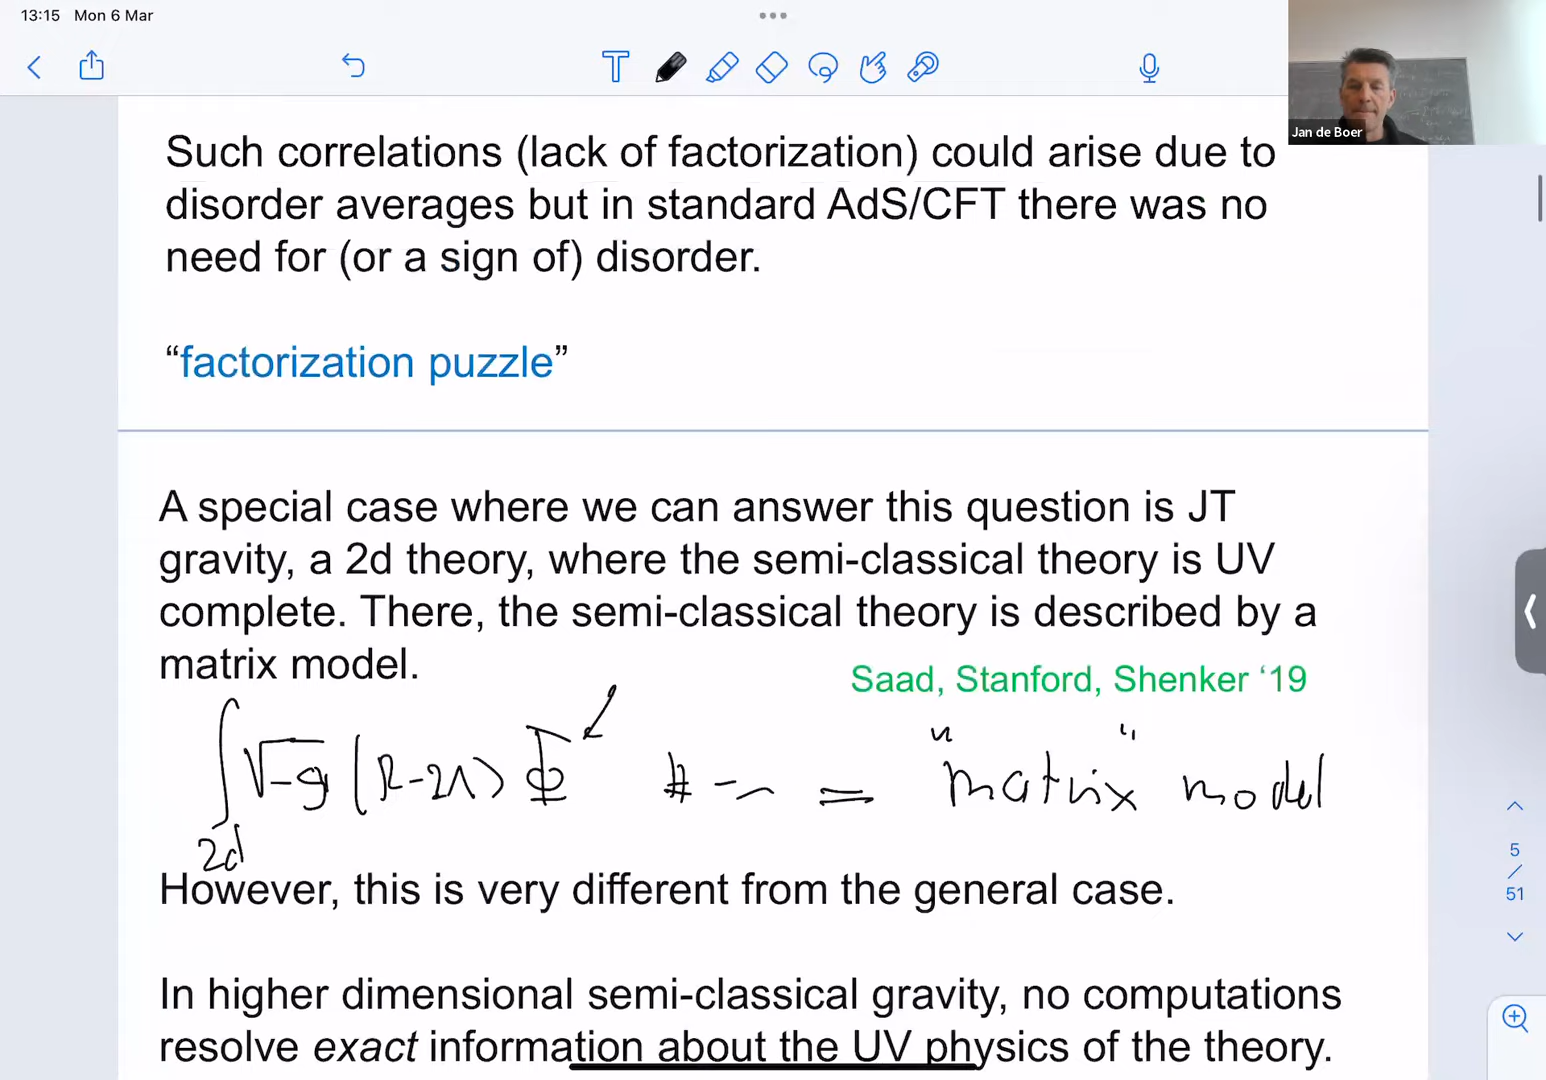 13:15 Mon 6 Mar
Jan de Boer
Such correlations (lack of factorization) could arise due to
disorder averages but in standard AdS/CFT there was no
need for (or a sign of) disorder.
“factorization puzzle”
A special case where we can answer this question is JT
gravity, a 2d theory, where the semi-classical theory is UV
complete. There, the semi-classical theory is described by a
matrix model.
Saad, Stanford, Shenker ‘19
∫ √-g (R-2Λ) Φ + -- = "matrix" model
2d
However, this is very different from the general case.
5
/
51
In higher dimensional semi-classical gravity, no computations
resolve exact information about the UV physics of the theory.